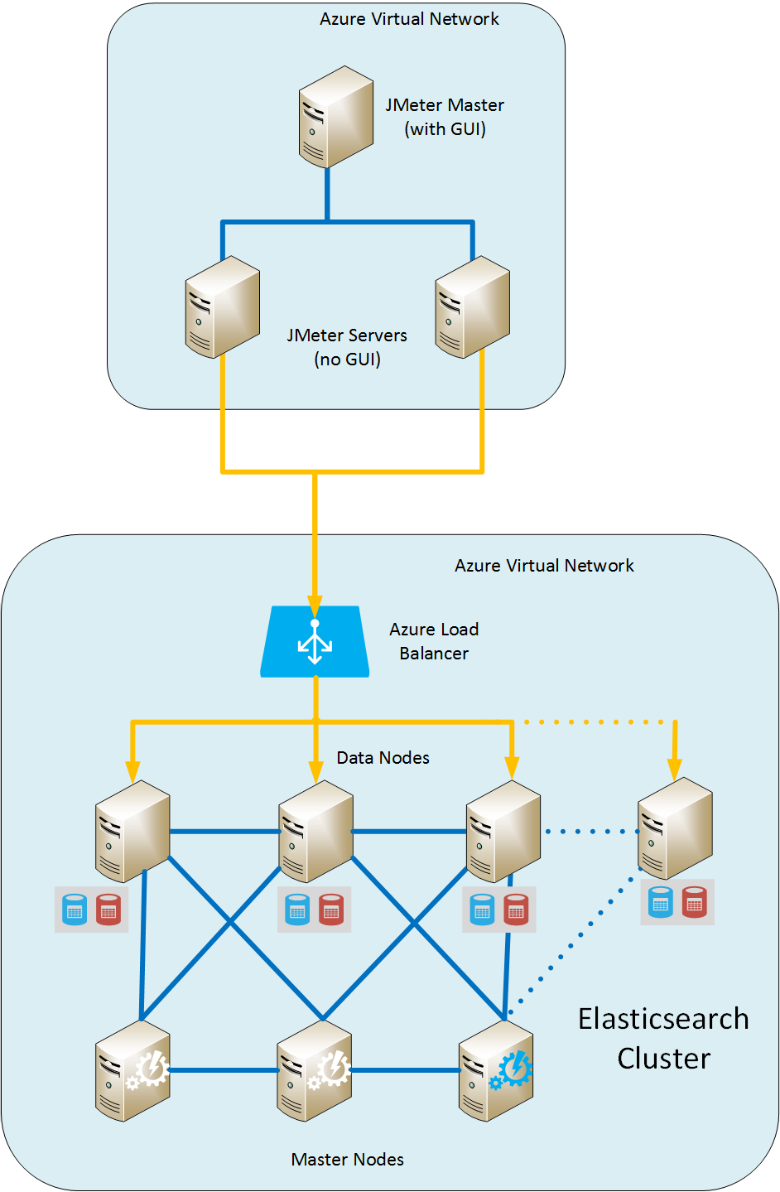 Azure Virtual Network
JMeter Master
(with GUI)
JMeter Servers
(no GUI)
Azure Virtual Network
Azure Load
Balancer
Data Nodes
Elasticsearch
Cluster
Master Nodes